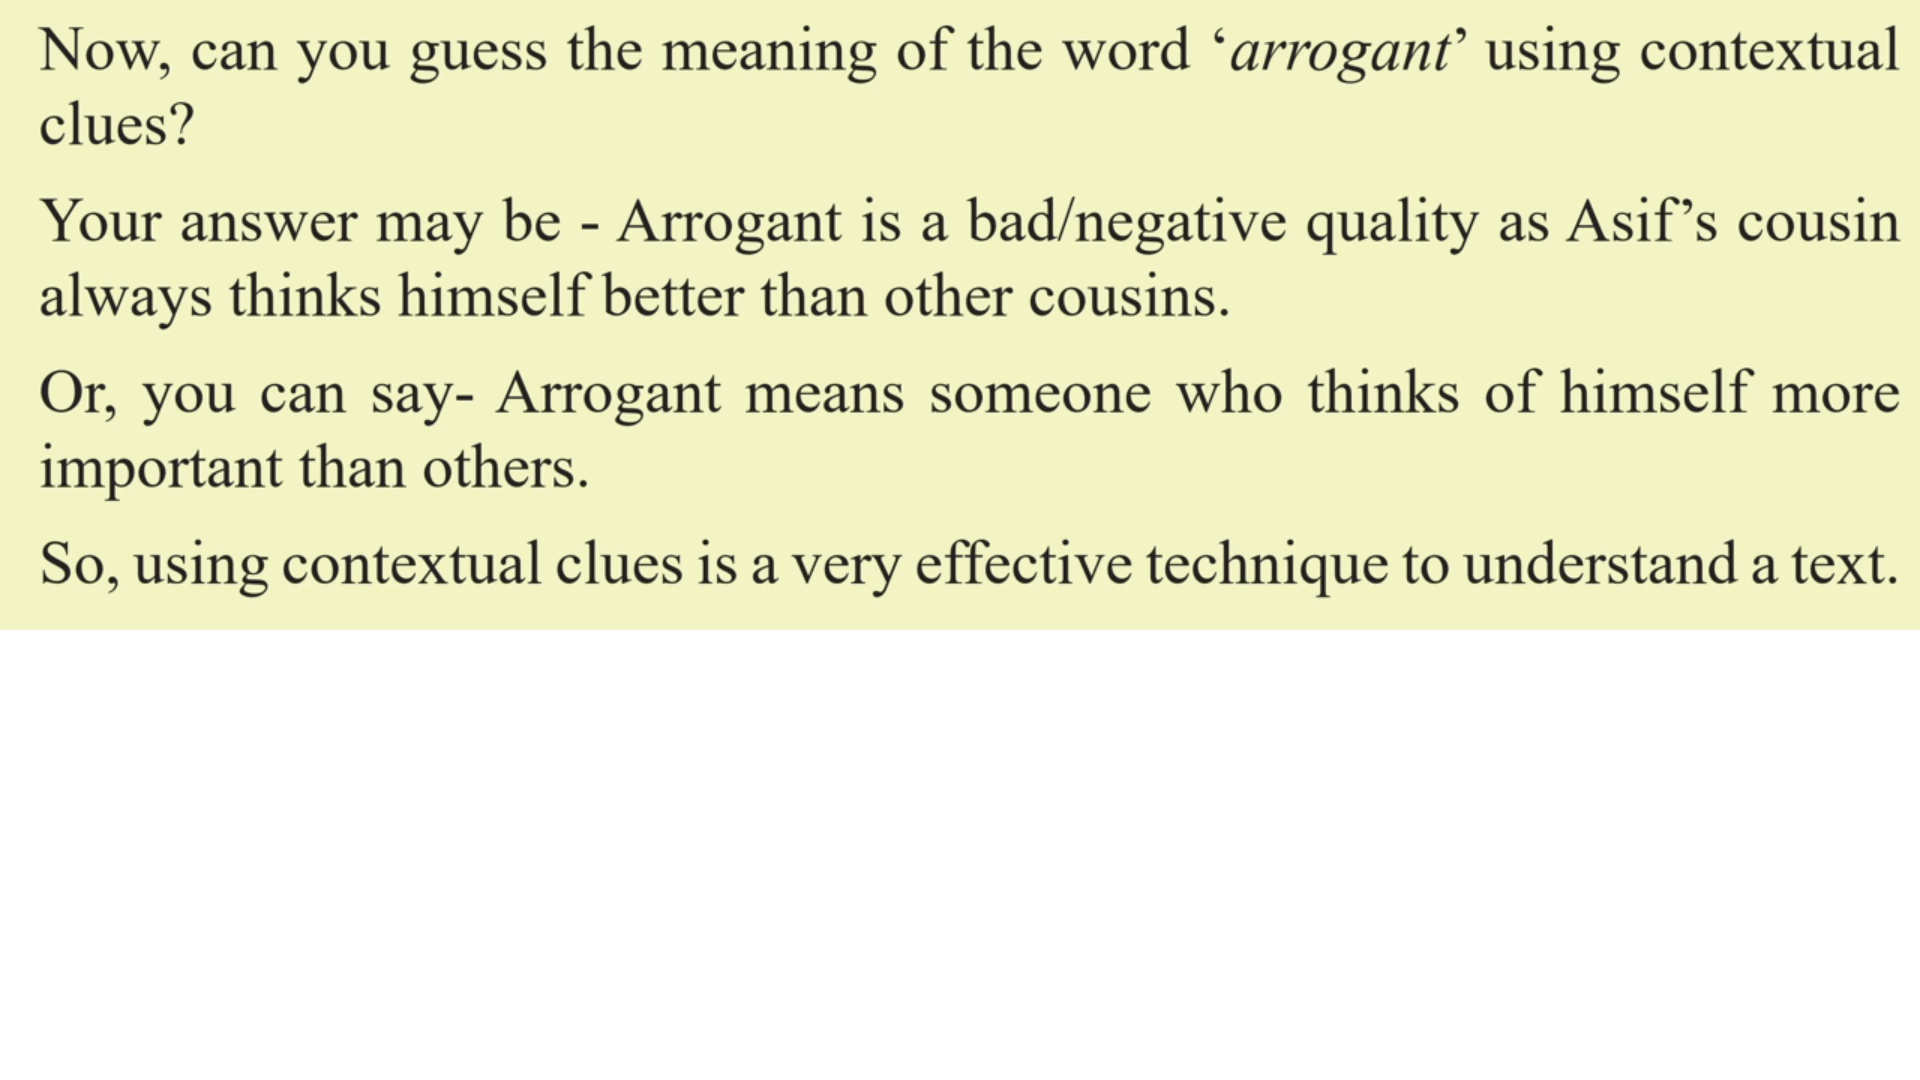 Now, can you guess the meaning of the word ‘arrogant’ using contextual
clues?
Your answer may be - Arrogant is a bad/negative quality as Asif’s cousin
always thinks himself better than other cousins.
Or, you can say- Arrogant means someone who thinks of himself more
important than others.
So, using contextual clues is a very effective technique to understand a text.